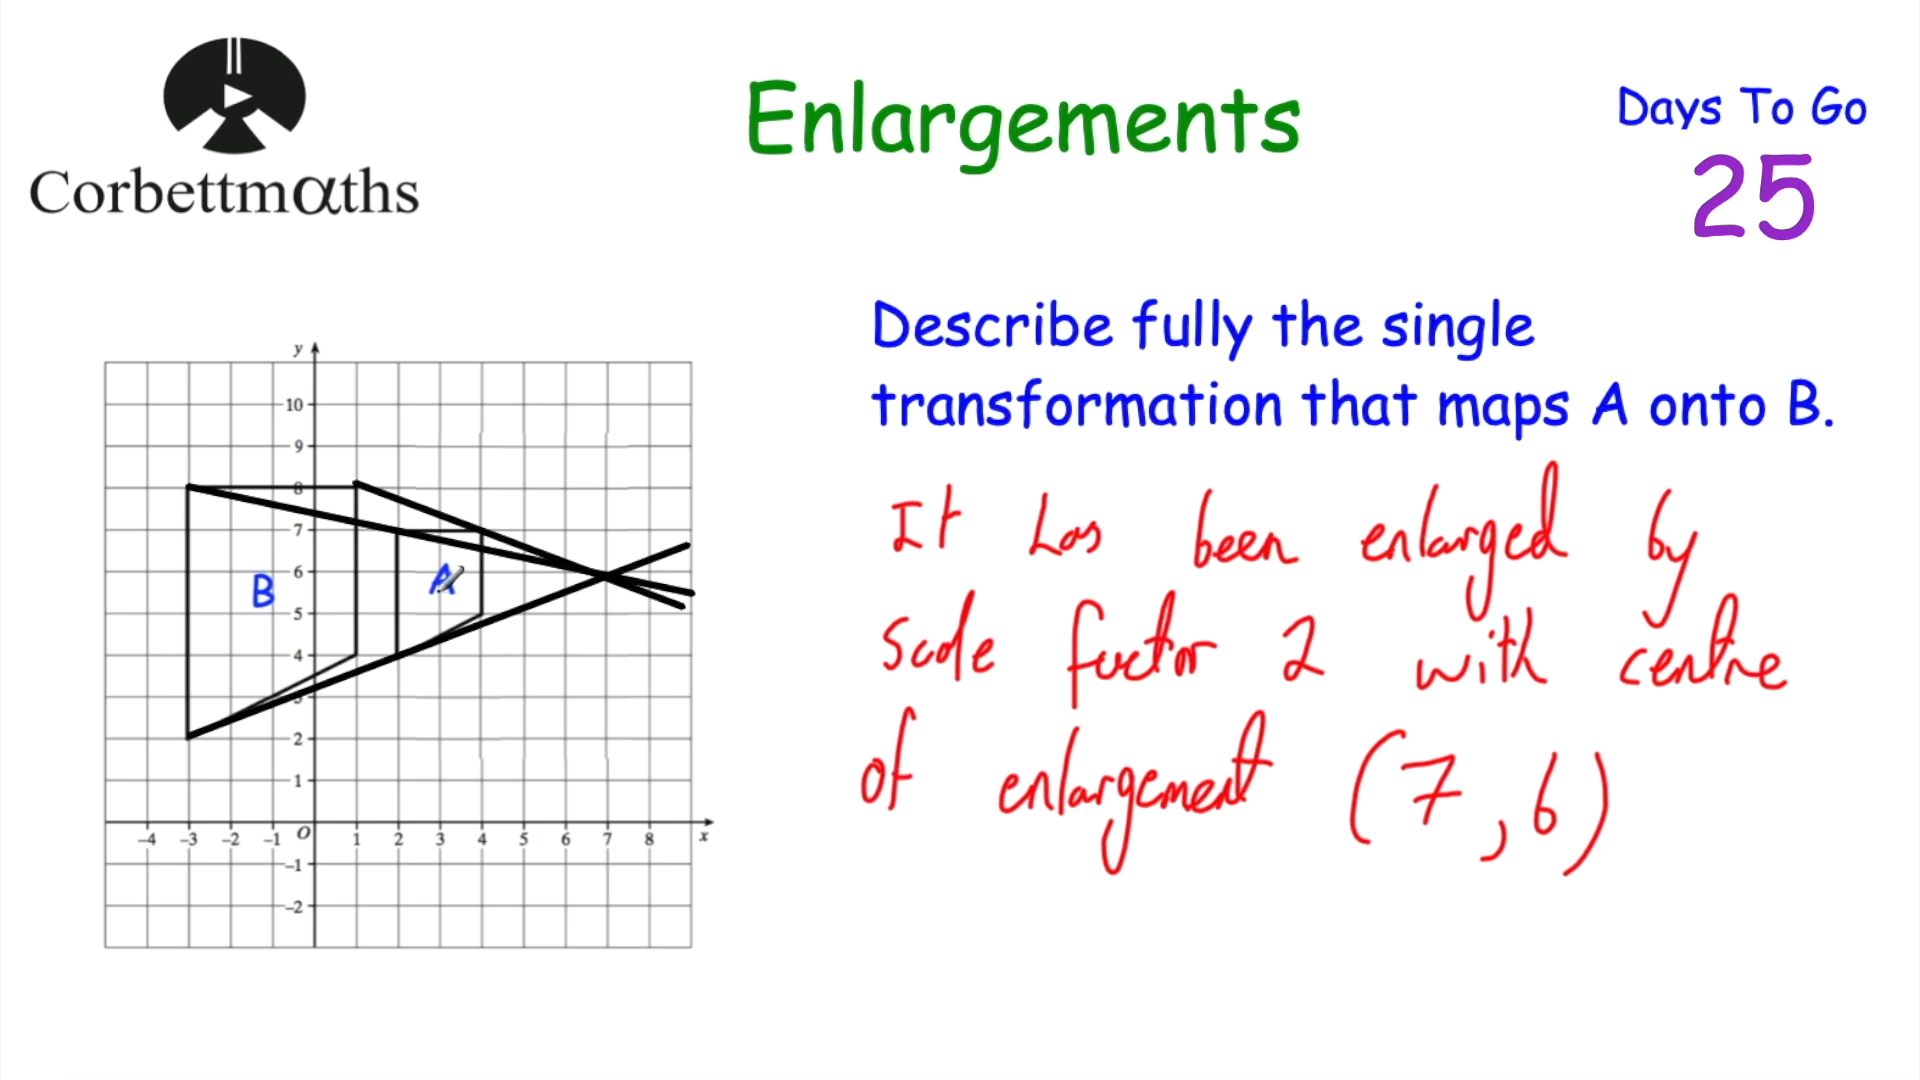 Corbettmαths
Enlargements
Days To Go
25
Describe fully the single
transformation that maps A onto B.
It has been enlarged by
scale factor 2 with centre
of enlargement (7, 6)
y
10
9
8
7
6
5
4
3
2
1
O
-4 -3 -2 -1 1 2 3 4 5 6 7 8 x
-1
-2
B
A